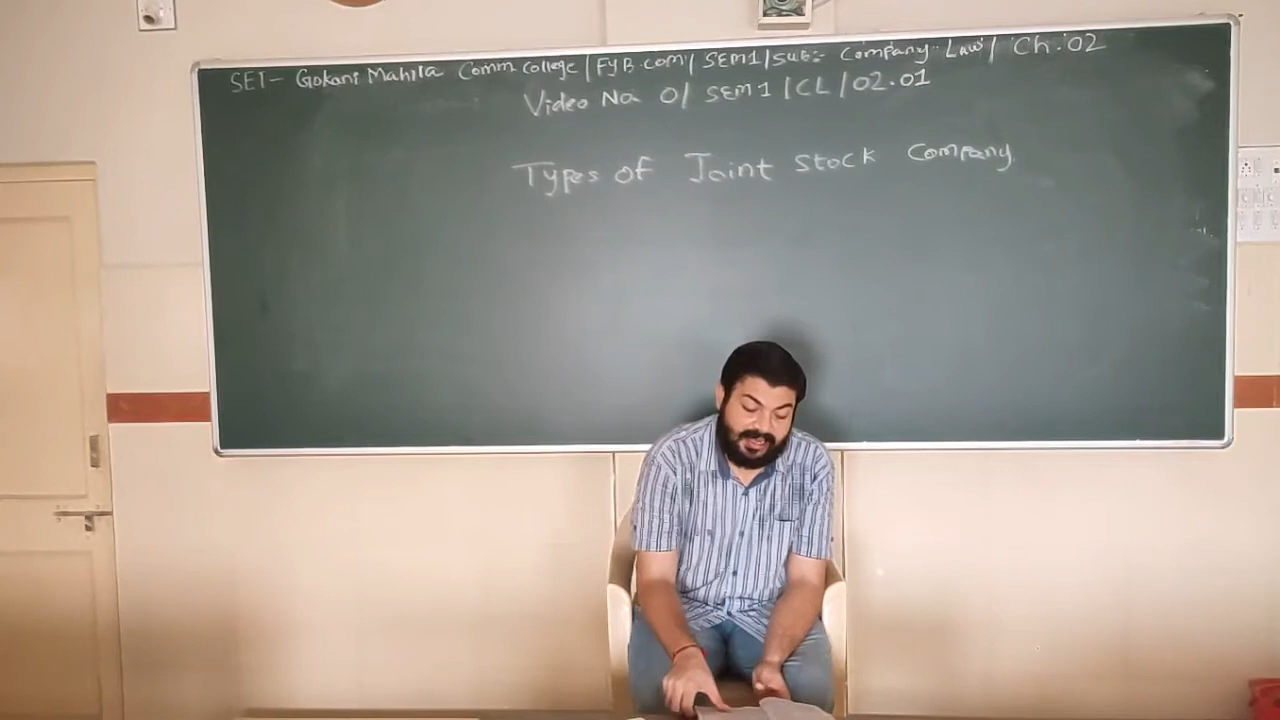 SET- Gokani Mahila Comm College / FYB.com / SEM1 / Sub:- Company Law / Ch.02
Video No. 01 SEM1 / CL / 02.01
Types of Joint Stock Company